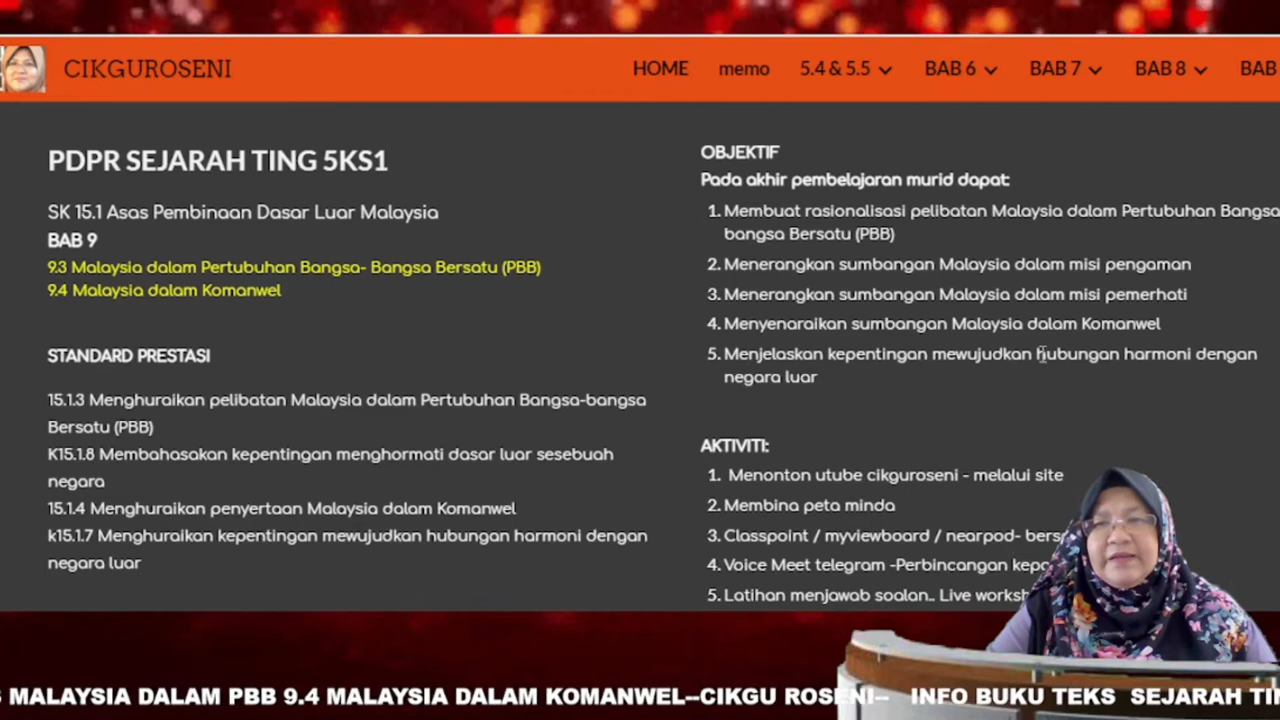 CIKGUROSENI
HOME memo 5.4 & 5.5 BAB 6 BAB 7 BAB 8 BAB
PDPR SEJARAH TING 5KS1
SK 15.1 Asas Pembinaan Dasar Luar Malaysia
BAB 9
9.3 Malaysia dalam Pertubuhan Bangsa- Bangsa Bersatu (PBB)
9.4 Malaysia dalam Komanwel
STANDARD PRESTASI
15.1.3 Menghuraikan pelibatan Malaysia dalam Pertubuhan Bangsa-bangsa
Bersatu (PBB)
K15.1.8 Membahasakan kepentingan menghormati dasar luar sesebuah
negara
15.1.4 Menghuraikan penyertaan Malaysia dalam Komanwel
k15.1.7 Menghuraikan kepentingan mewujudkan hubungan harmoni dengan
negara luar
OBJEKTIF
Pada akhir pembelajaran murid dapat:
1. Membuat rasionalisasi pelibatan Malaysia dalam Pertubuhan Bangsa
bangsa Bersatu (PBB)
2. Menerangkan sumbangan Malaysia dalam misi pengaman
3. Menerangkan sumbangan Malaysia dalam misi pemerhati
4. Menyenaraikan sumbangan Malaysia dalam Komanwel
5. Menjelaskan kepentingan mewujudkan hubungan harmoni dengan
negara luar
AKTIVITI:
1. Menonton utube cikguroseni - melalui site
2. Membina peta minda
3. Classpoint / myviewboard / nearpod- bers
4. Voice Meet telegram -Perbincangan kepe
5. Latihan menjawab soalan.. Live worksh
MALAYSIA DALAM PBB 9.4 MALAYSIA DALAM KOMANWEL--CIKGU ROSENI-- INFO BUKU TEKS SEJARAH TI